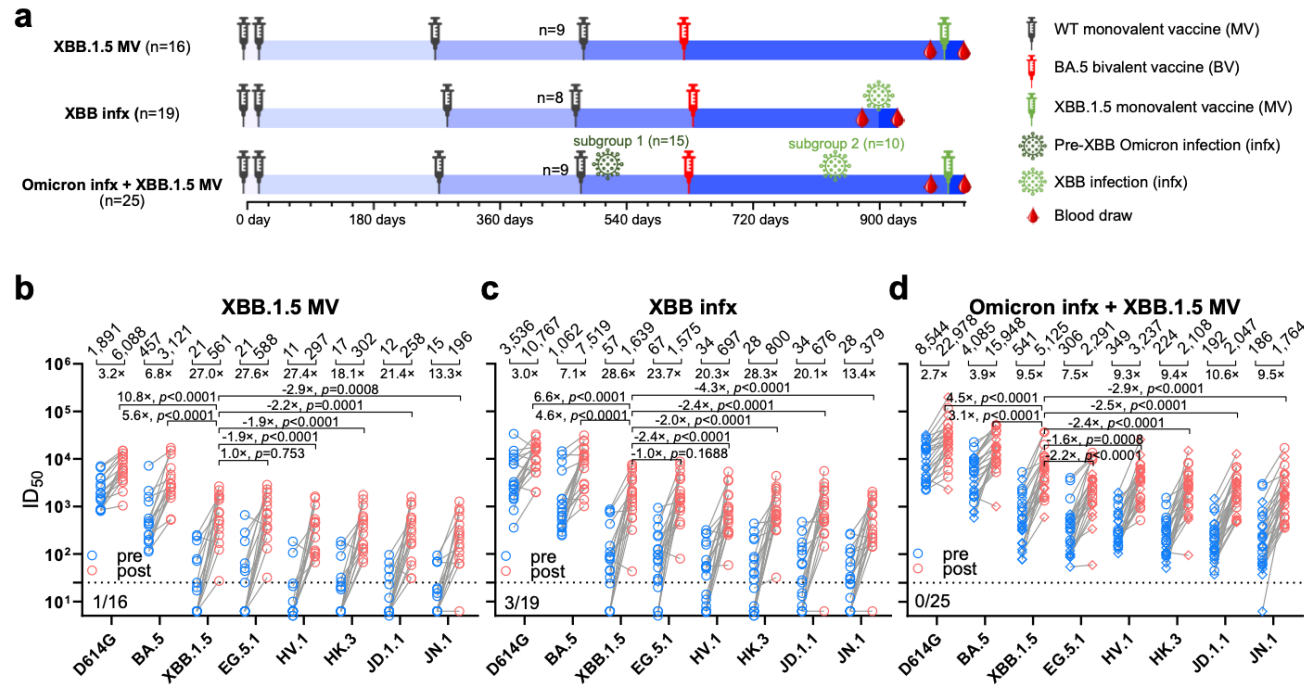 a
XBB.1.5 MV (n=16)
n=9
XBB infx (n=19)
n=8
subgroup 1 (n=15)
subgroup 2 (n=10)
Omicron infx + XBB.1.5 MV
(n=25)
n=9
0 day
180 days
360 days
540 days
720 days
900 days
WT monovalent vaccine (MV)
BA.5 bivalent vaccine (BV)
XBB.1.5 monovalent vaccine (MV)
Pre-XBB Omicron infection (infx)
XBB infection (infx)
Blood draw
b
XBB.1.5 MV
1,891 6,088 457 3,121 21 561 21 588 11 297 17 302 12 258 15 196
3.2× 6.8× 27.0× 27.6× 27.4× 18.1× 21.4× 13.3×
-2.9×, p=0.0008
10.8×, p<0.0001
-2.2×, p=0.0001
5.6×, p<0.0001
-1.9×, p<0.0001
-1.9×, p<0.0001
1.0×, p=0.753
ID50
10⁶
10⁵
10⁴
10³
10²
10¹
pre
post
1/16
D614G BA.5 XBB.1.5 EG.5.1 HV.1 HK.3 JD.1.1 JN.1
c
XBB infx
3,536 10,767 1,062 7,519 57 1,639 67 1,575 34 697 28 800 34 676 28 379
3.0× 7.1× 28.6× 23.7× 20.3× 28.3× 20.1× 13.4×
-4.3×, p<0.0001
6.6×, p<0.0001
-2.4×, p<0.0001
4.6×, p<0.0001
-2.0×, p<0.0001
-2.4×, p<0.0001
-1.0×, p=0.1688
pre
post
3/19
D614G BA.5 XBB.1.5 EG.5.1 HV.1 HK.3 JD.1.1 JN.1
d
Omicron infx + XBB.1.5 MV
8,544 22,978 4,085 15,948 541 5,125 306 2,291 349 3,237 224 2,108 192 2,047 186 1,764
2.7× 3.9× 9.5× 7.5× 9.3× 9.4× 10.6× 9.5×
-2.9×, p<0.0001
4.5×, p<0.0001
-2.5×, p<0.0001
3.1×, p<0.0001
-2.4×, p<0.0001
-1.6×, p=0.0008
-2.2×, p<0.0001
pre
post
0/25
D614G BA.5 XBB.1.5 EG.5.1 HV.1 HK.3 JD.1.1 JN.1